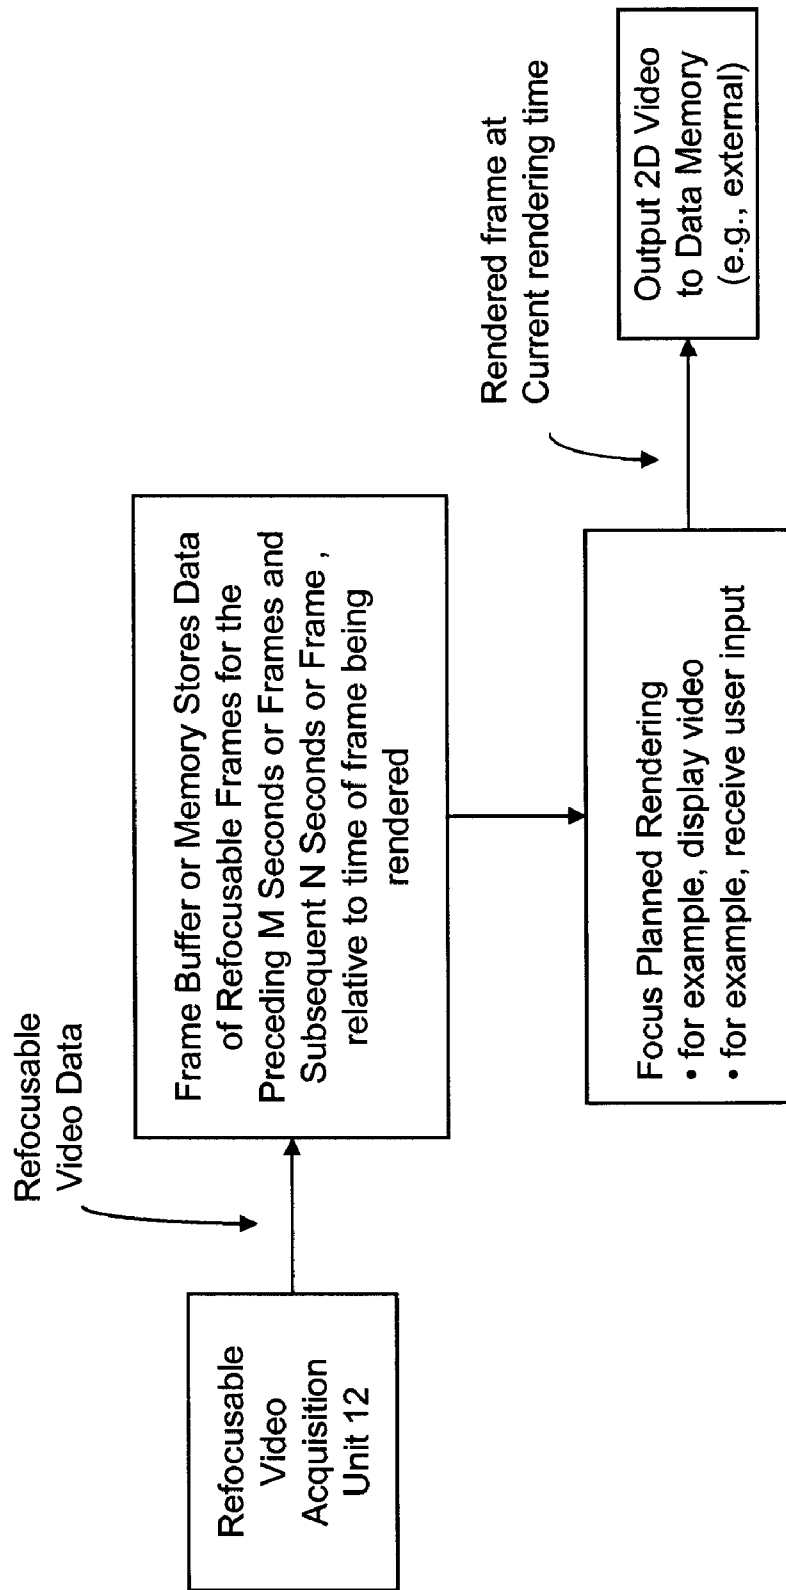 Refocusable
Video Data
Refocusable
Video
Acquisition
Unit 12
Frame Buffer or Memory Stores Data
of Refocusable Frames for the
Preceding M Seconds or Frames and
Subsequent N Seconds or Frame ,
relative to time of frame being
rendered
Focus Planned Rendering
• for example, display video
• for example, receive user input
Rendered frame at
Current rendering time
Output 2D Video
to Data Memory
(e.g., external)